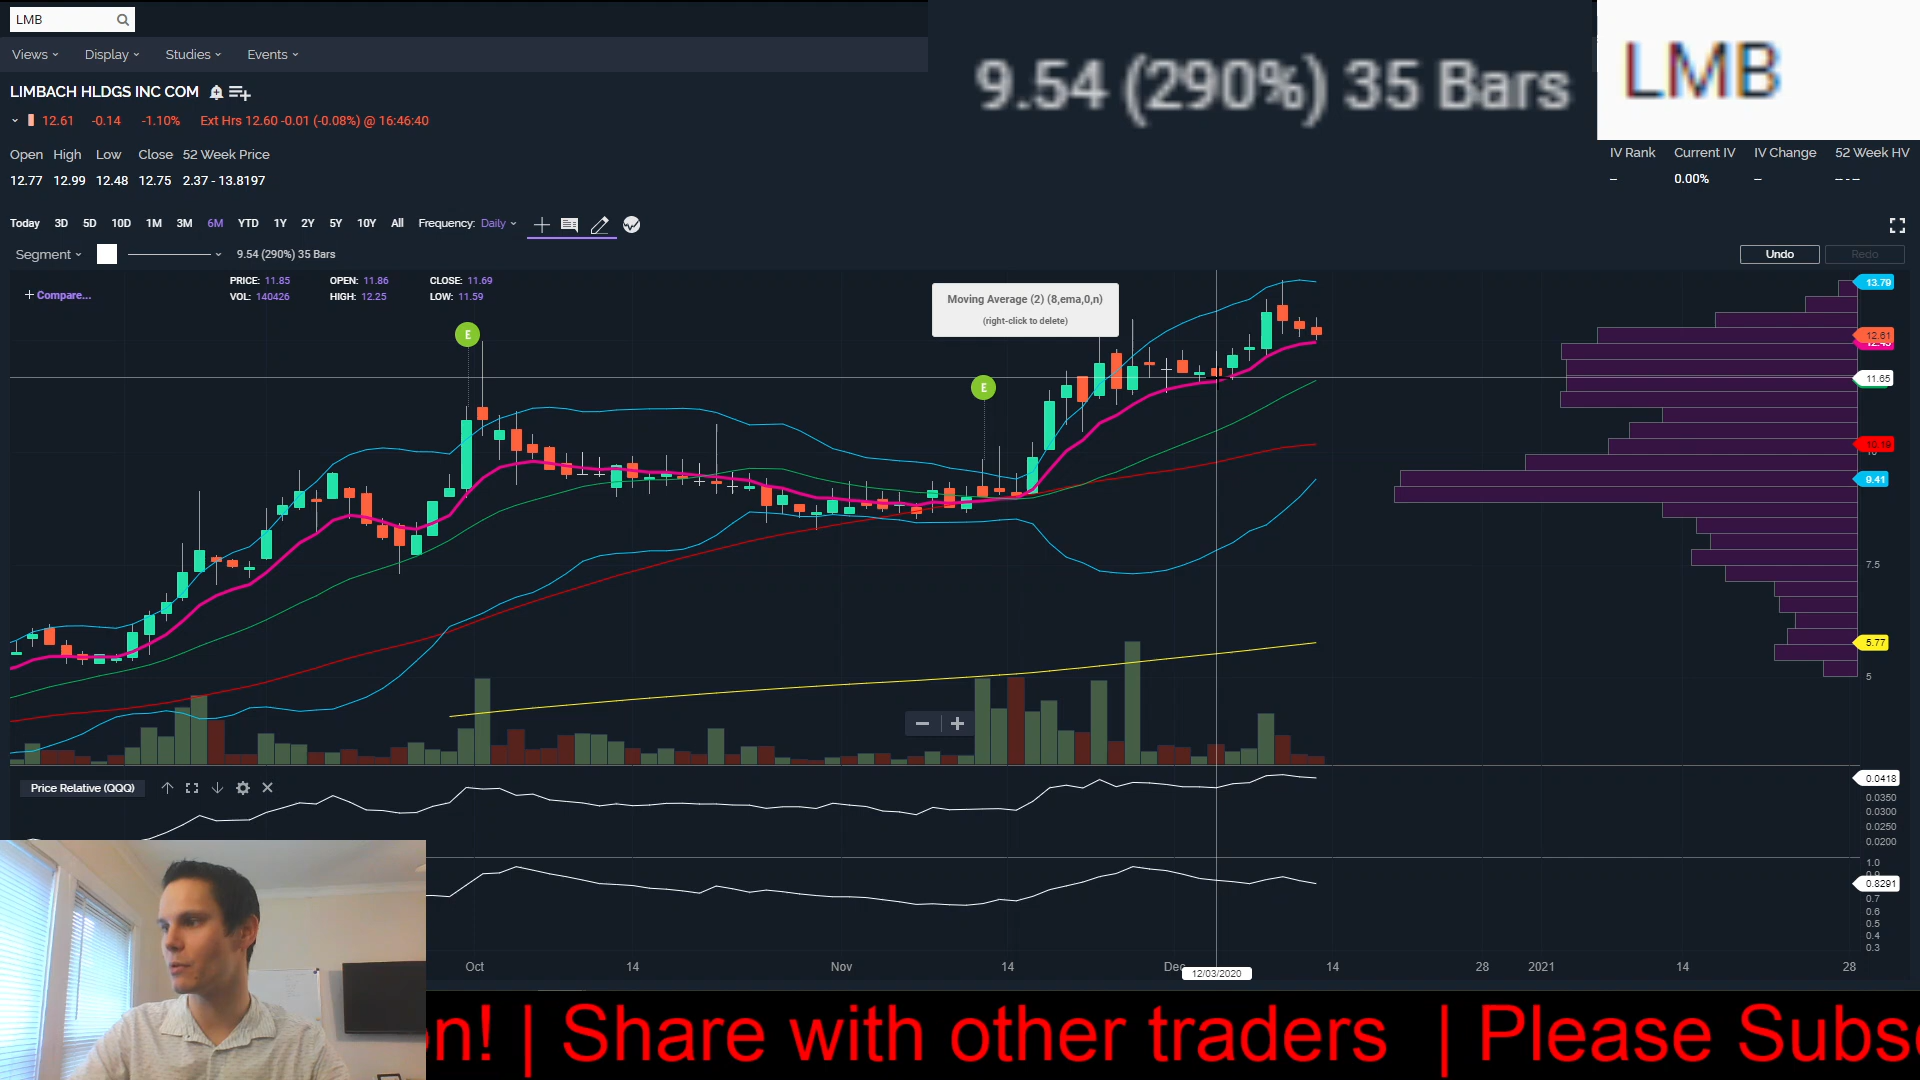 LMB
9.54 (290%) 35 Bars
LMB
Views Display Studies Events
LIMBACH HLDGS INC COM
12.61 -0.14 -1.10% Ext Hrs 12.60 -0.01 (-0.08%) @ 16:46:40
Open High Low Close 52 Week Price
12.77 12.99 12.48 12.75 2.37 - 13.8197
IV Rank Current IV IV Change 52 Week HV
– 0.00% – – - –
Today 3D 5D 10D 1M 3M 6M YTD 1Y 2Y 5Y 10Y All Frequency: Daily
Segment 9.54 (290%) 35 Bars Undo Redo
+ Compare...
PRICE: 11.85 OPEN: 11.86 CLOSE: 11.69
VOL: 140426 HIGH: 12.25 LOW: 11.59
Moving Average (2) (8,ema,0,n)
(right-click to delete)
E
E
13.79
12.61
11.65
10.19
9.41
7.5
5.77
5
Price Relative (QQQ)
0.0418
0.0350
0.0300
0.0250
0.0200
1.0
0.8291
0.7
0.6
0.5
0.4
0.3
Oct 14 Nov 14 Dec 14 28 2021 14 28
12/03/2020
on! | Share with other traders | Please Subs